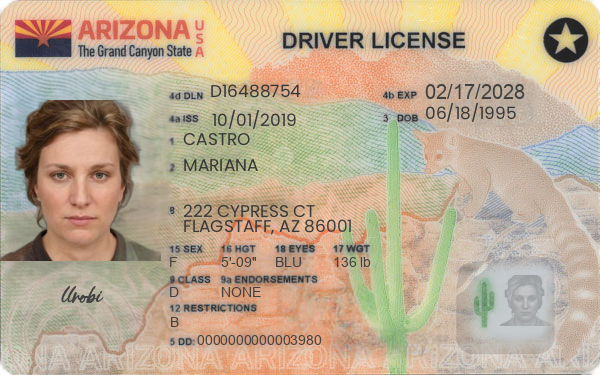 ARIZONA USA
The Grand Canyon State
DRIVER LICENSE
4d DLN D16488754
4b EXP 02/17/2028
4a ISS 10/01/2019
3 DOB 06/18/1995
1 CASTRO
2 MARIANA
8 222 CYPRESS CT
FLAGSTAFF, AZ 86001
15 SEX 16 HGT 18 EYES 17 WGT
F 5'-09" BLU 136 lb
9 CLASS 9a ENDORSEMENTS
D NONE
12 RESTRICTIONS
B
5 DD: 0000000000003980
ARIZONA ARIZONA ARIZONA ARIZONA